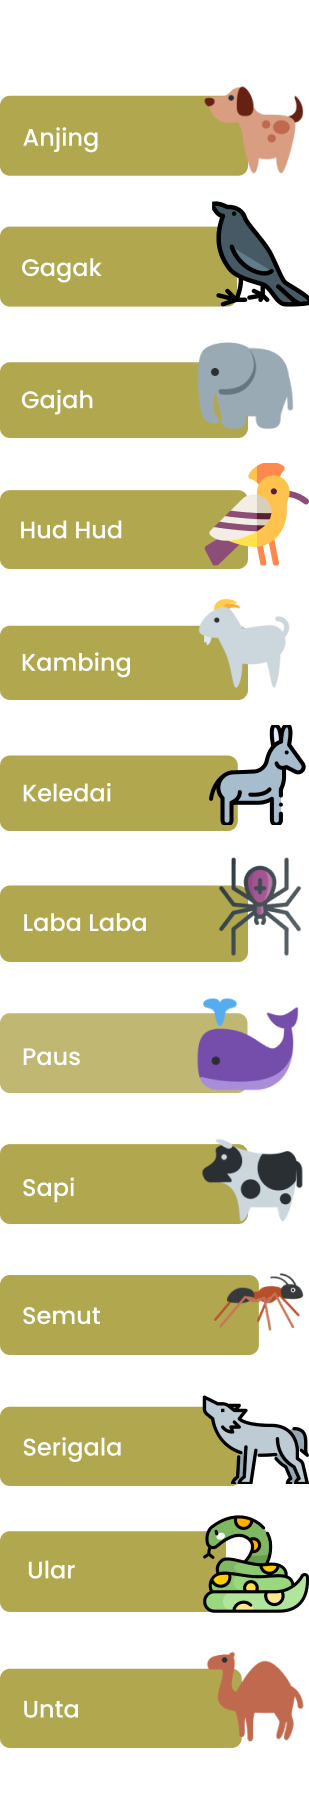 Anjing
Gagak
Gajah
Hud Hud
Kambing
Keledai
Laba Laba
Paus
Sapi
Semut
Serigala
Ular
Unta